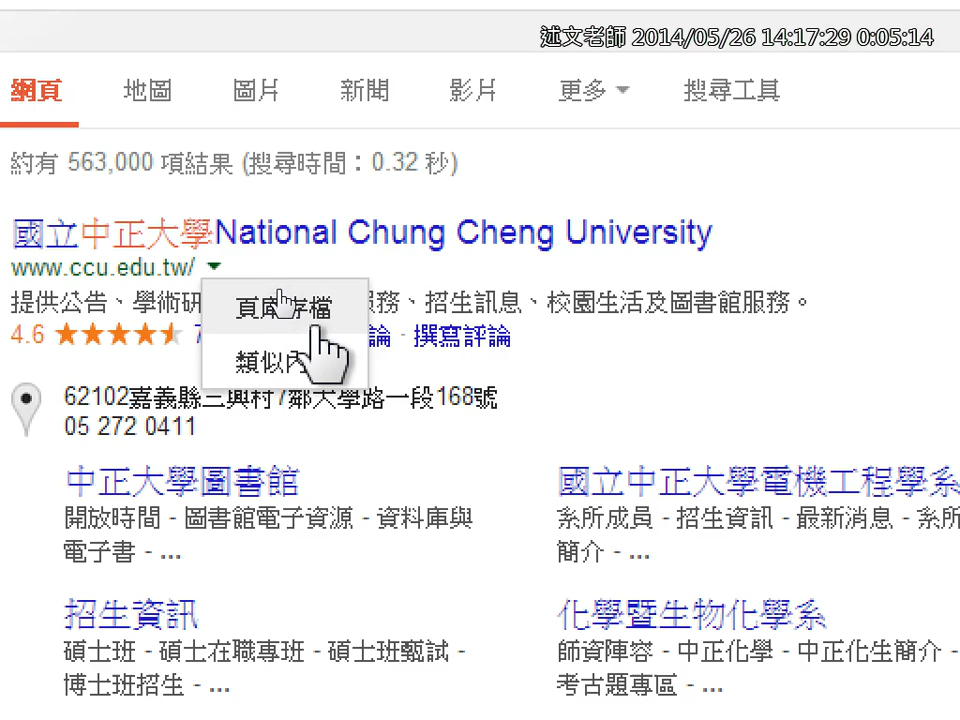 述文老師 2014/05/26 14:17:29 0:05:14
網頁 地圖 圖片 新聞 影片 更多 搜尋工具
約有 563,000 項結果 (搜尋時間:0.32 秒)
國立中正大學National Chung Cheng University
www.ccu.edu.tw/
頁庫存檔
提供公告、學術研 服務、招生訊息、校園生活及圖書館服務。
4.6 論 - 撰寫評論
類似內
62102嘉義縣三興村7鄰大學路一段168號
05 272 0411
中正大學圖書館 國立中正大學電機工程學系
開放時間 - 圖書館電子資源 - 資料庫與 系所成員 - 招生資訊 - 最新消息 - 系所
電子書 - ... 簡介 - ...
招生資訊 化學暨生物化學系
碩士班 - 碩士在職專班 - 碩士班甄試 - 師資陣容 - 中正化學 - 中正化生簡介 -
博士班招生 - ... 考古題專區 - ...